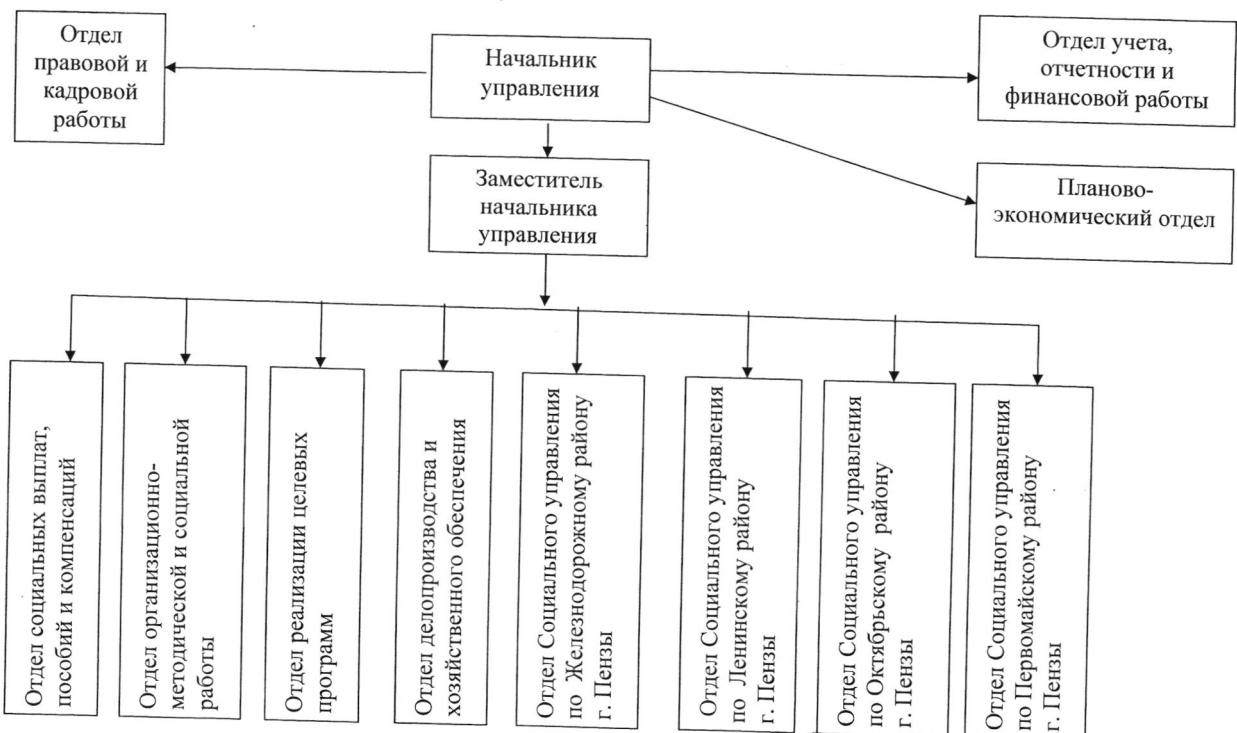 Отдел
правовой и
кадровой
работы
Начальник
управления
Отдел учета,
отчетности и
финансовой работы
Заместитель
начальника
управления
Планово-
экономический отдел
Отдел социальных выплат,
пособий и компенсаций
Отдел организационно-
методической и социальной
работы
Отдел реализации целевых
программ
Отдел делопроизводства и
хозяйственного обеспечения
Отдел Социального управления
по Железнодорожному району
г. Пензы
Отдел Социального управления
по Ленинскому району
г. Пензы
Отдел Социального управления
по Октябрьскому району
г. Пензы
Отдел Социального управления
по Первомайскому району
г. Пензы